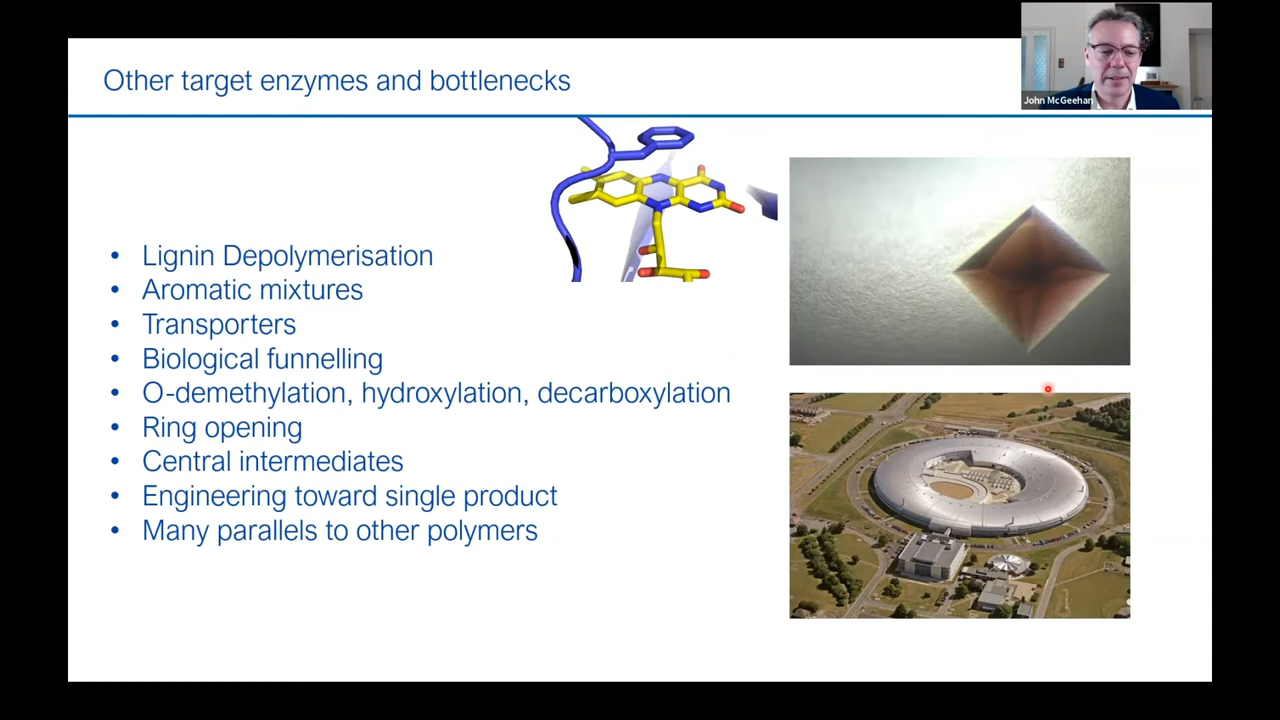 Other target enzymes and bottlenecks
John McGeehan
• Lignin Depolymerisation
• Aromatic mixtures
• Transporters
• Biological funnelling
• O-demethylation, hydroxylation, decarboxylation
• Ring opening
• Central intermediates
• Engineering toward single product
• Many parallels to other polymers